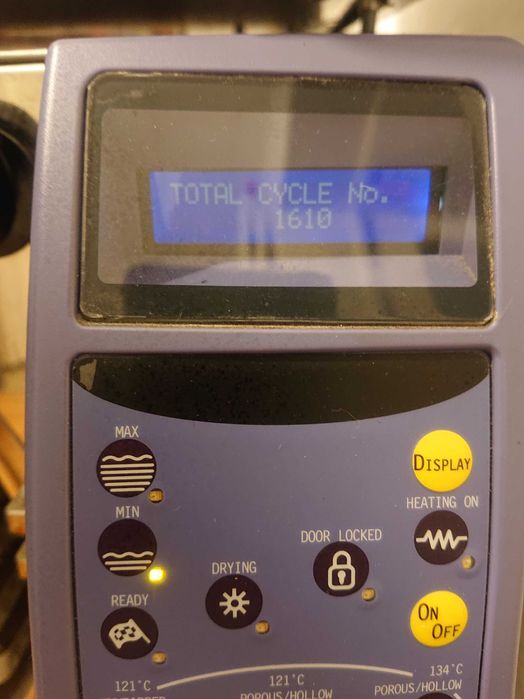 TOTAL CYCLE No.
1610
MAX
DISPLAY
MIN
HEATING ON
DOOR LOCKED
DRYING
READY
ON
OFF
121°C
121°C
134°C
POROUS/HOLLOW
POROUS/HOLLOW